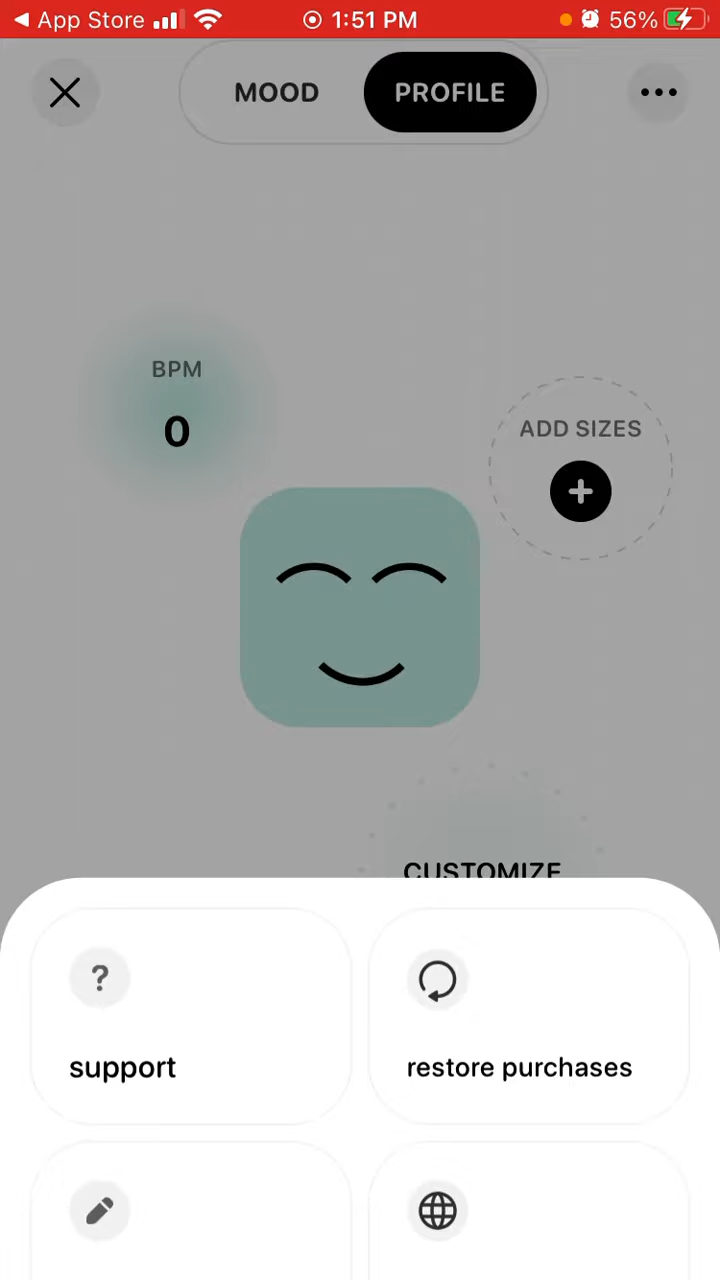 App Store 1:51 PM 56%
MOOD PROFILE
BPM
0
ADD SIZES
CUSTOMIZE
support restore purchases